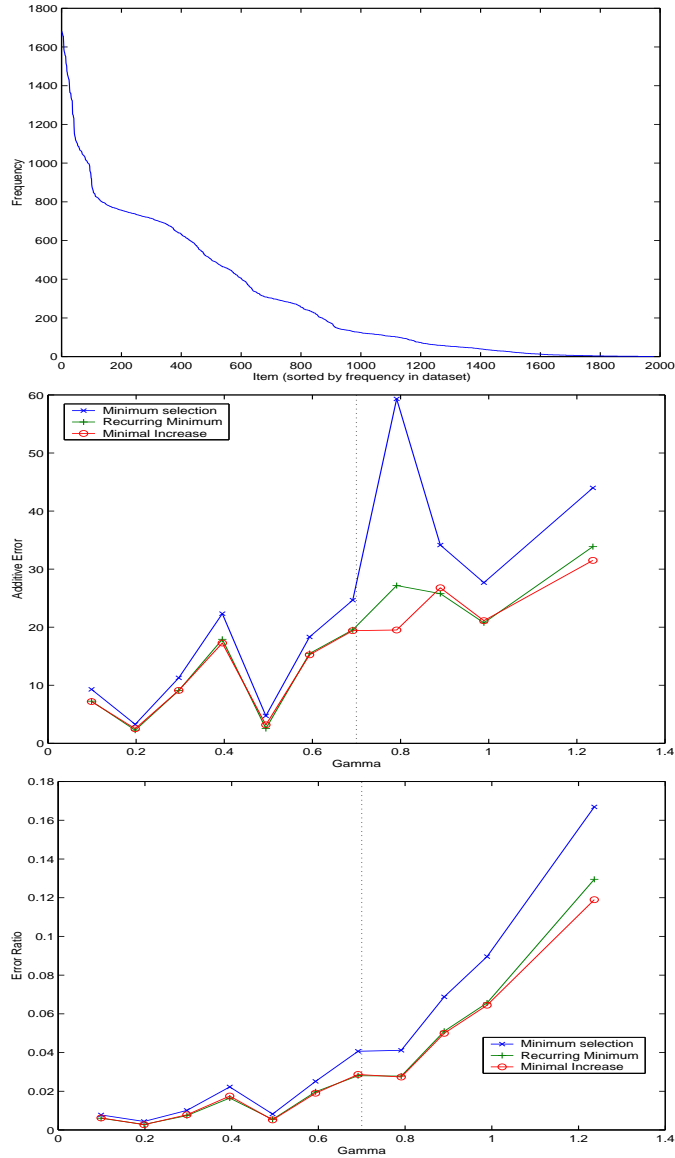 1800
1600
1400
1200
1000
800
600
400
200
0
Frequency
0 200 400 600 800 1000 1200 1400 1600 1800 2000
Item (sorted by frequency in dataset)
60
50
40
30
20
10
0
Additive Error
Minimum selection
Recurring Minimum
Minimal Increase
0 0.2 0.4 0.6 0.8 1 1.2 1.4
Gamma
0.18
0.16
0.14
0.12
0.1
0.08
0.06
0.04
0.02
0
Error Ratio
Minimum selection
Recurring Minimum
Minimal Increase
0 0.2 0.4 0.6 0.8 1 1.2 1.4
Gamma